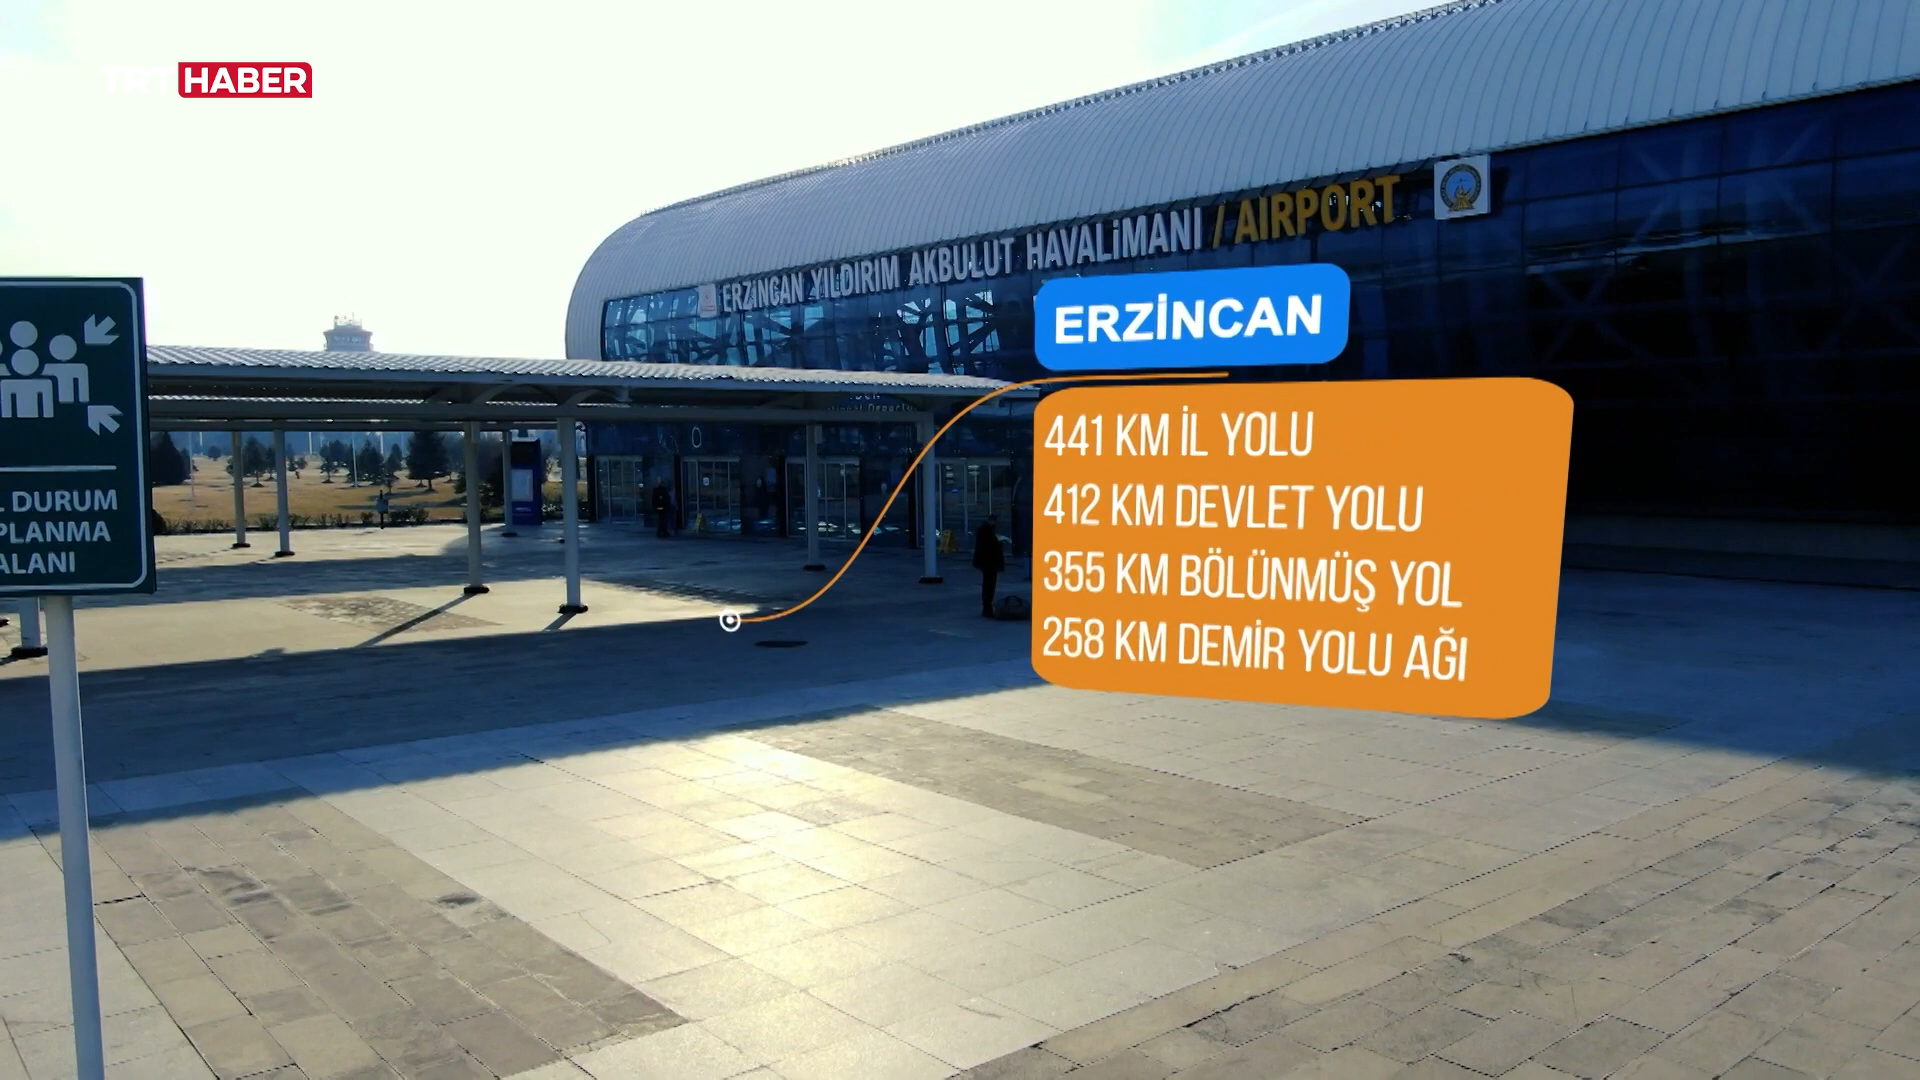 TRT HABER
ERZİNCAN YILDIRIM AKBULUT HAVALİMANI / AIRPORT
ERZİNCAN
441 KM İL YOLU
412 KM DEVLET YOLU
355 KM BÖLÜNMÜŞ YOL
258 KM DEMİR YOLU AĞI
DURUM
PLANMA
ALANI